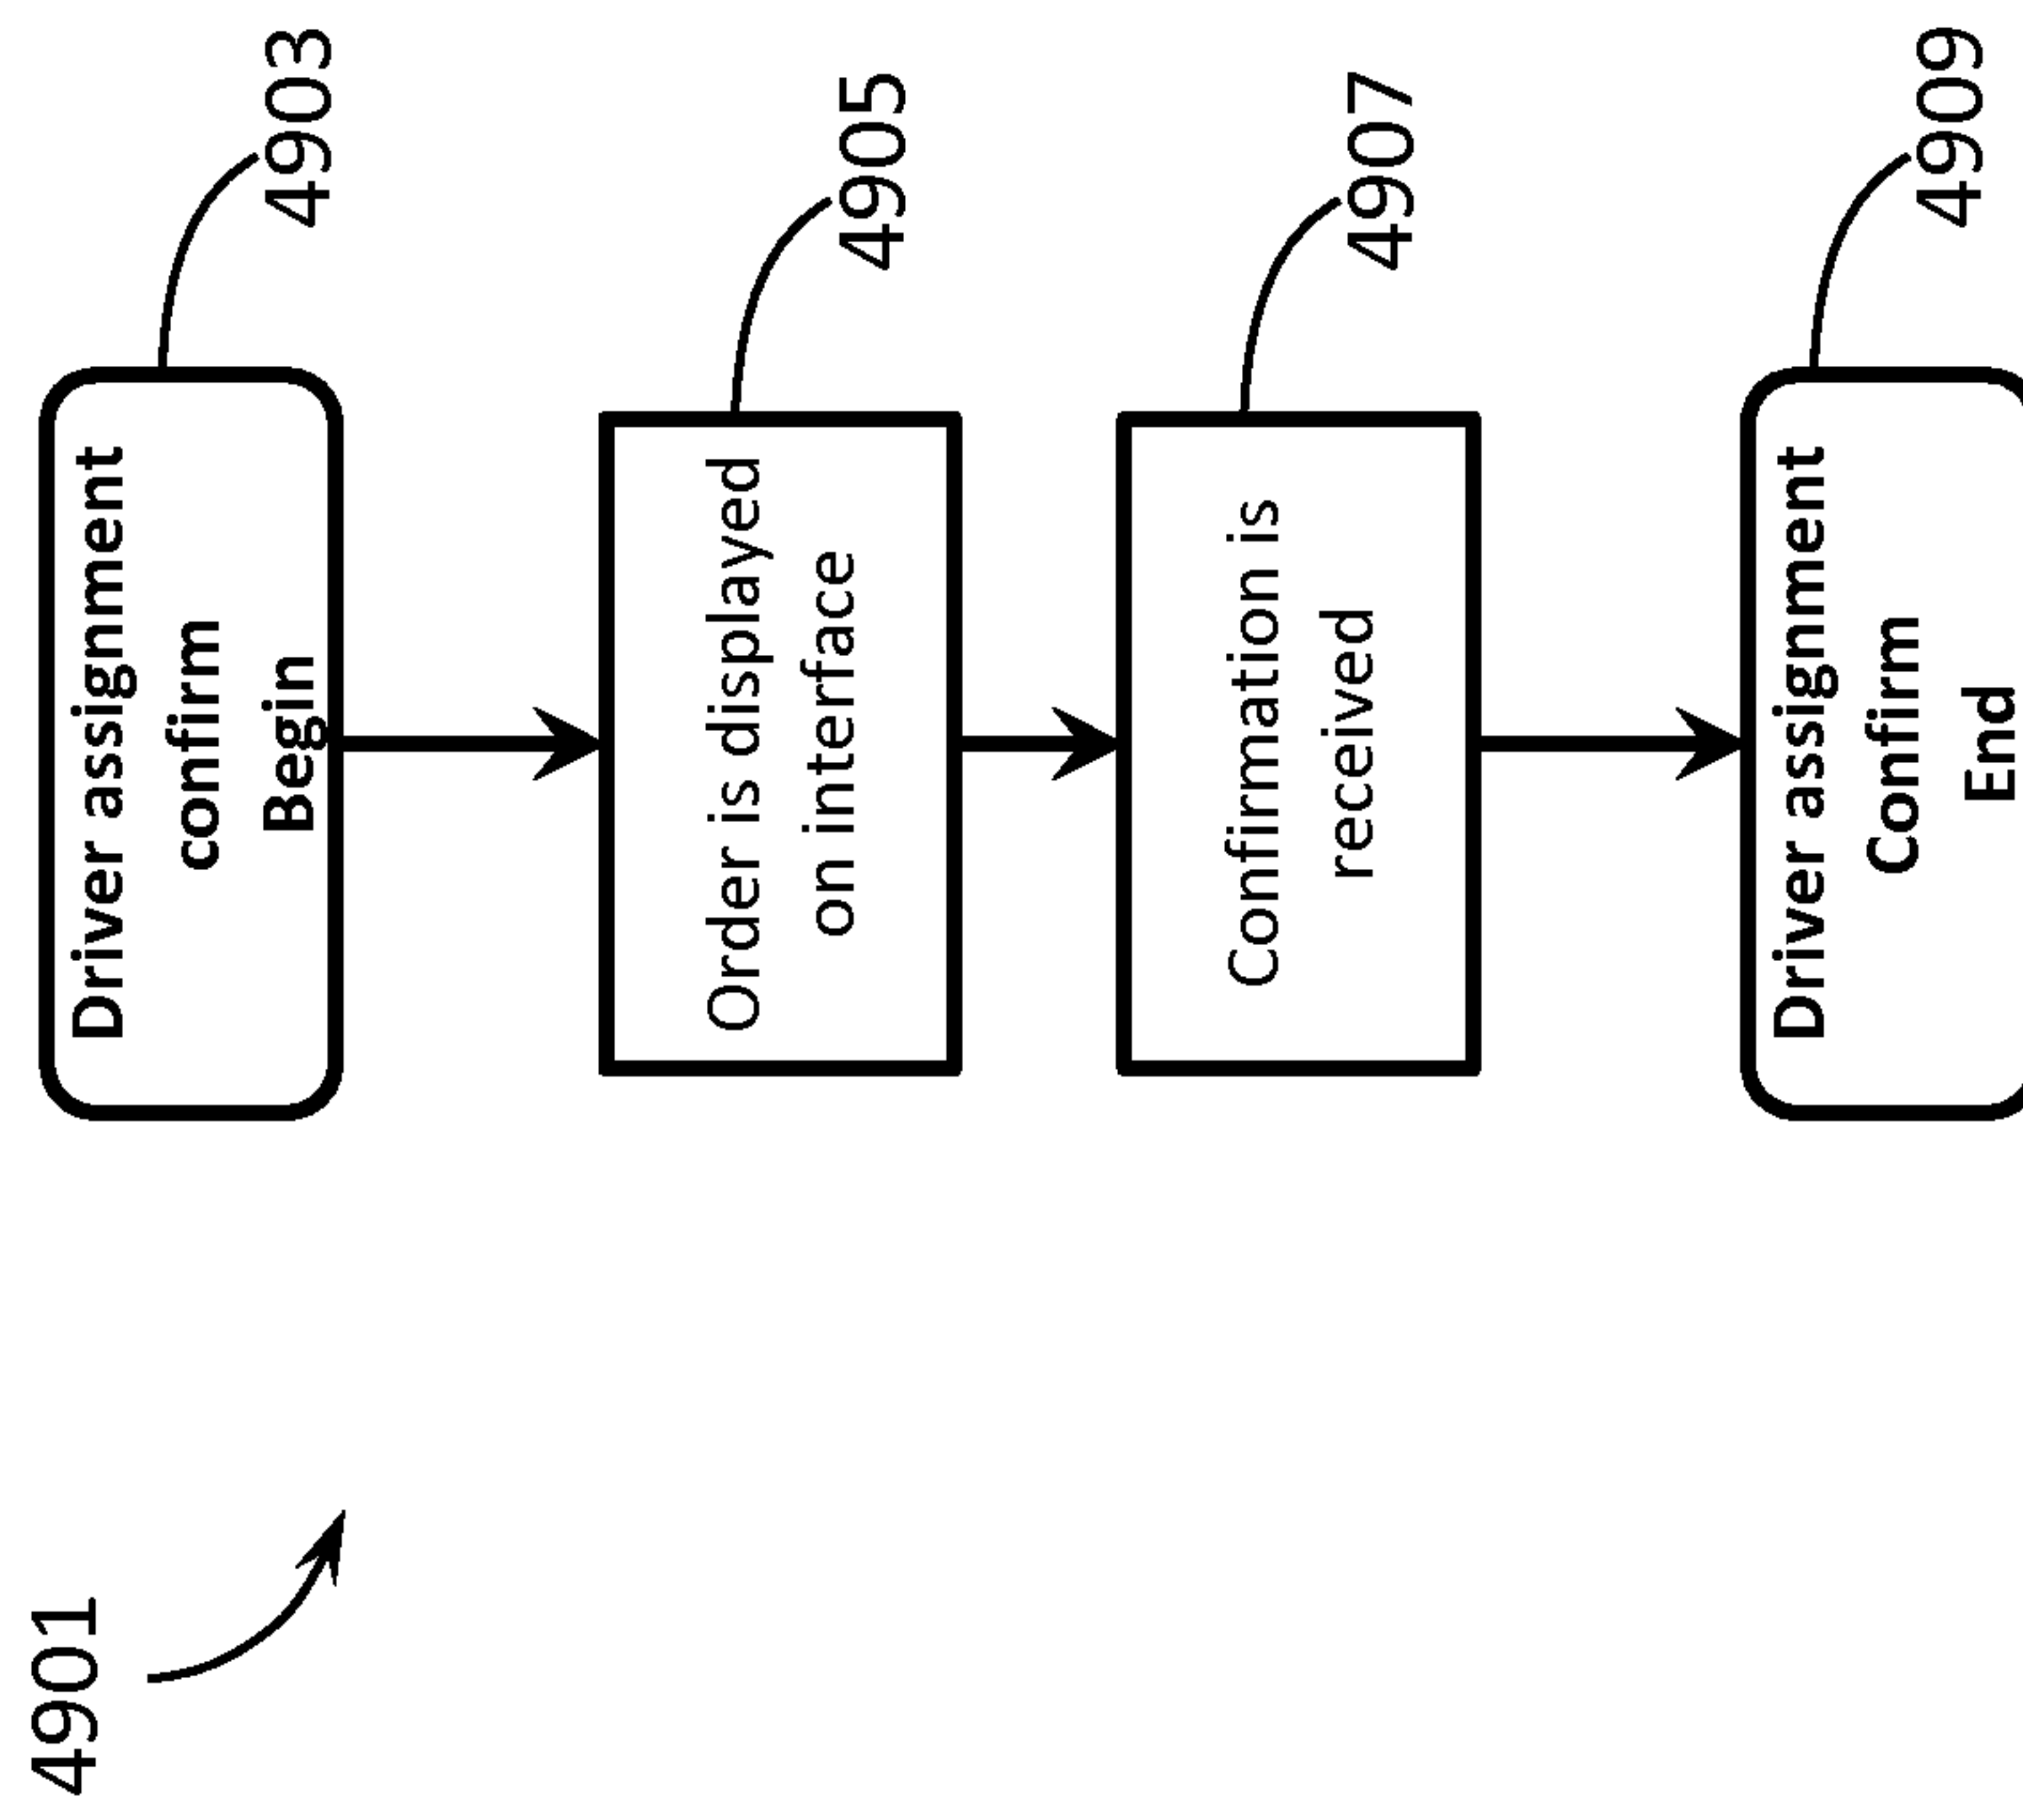 4901
Driver assignment
confirm
Begin
4903
Order is displayed
on interface
4905
Confirmation is
received
4907
Driver assignment
Confirm
End
4909